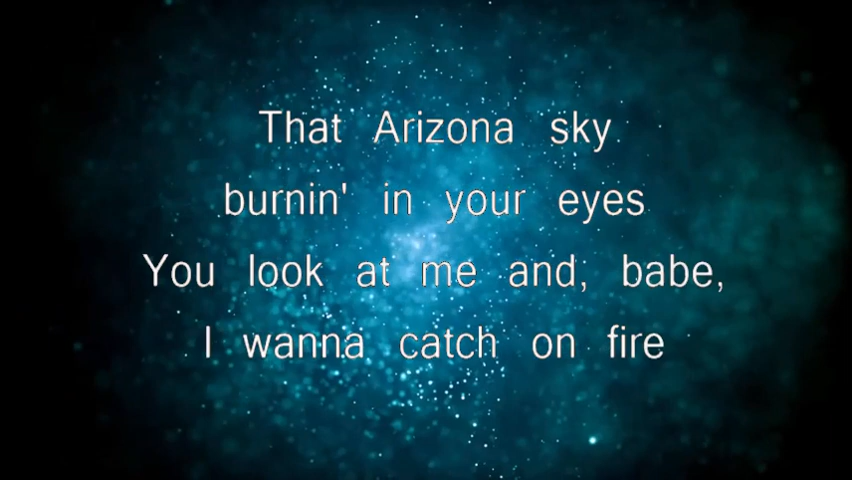 That Arizona sky
burnin' in your eyes
You look at me and, babe,
I wanna catch on fire